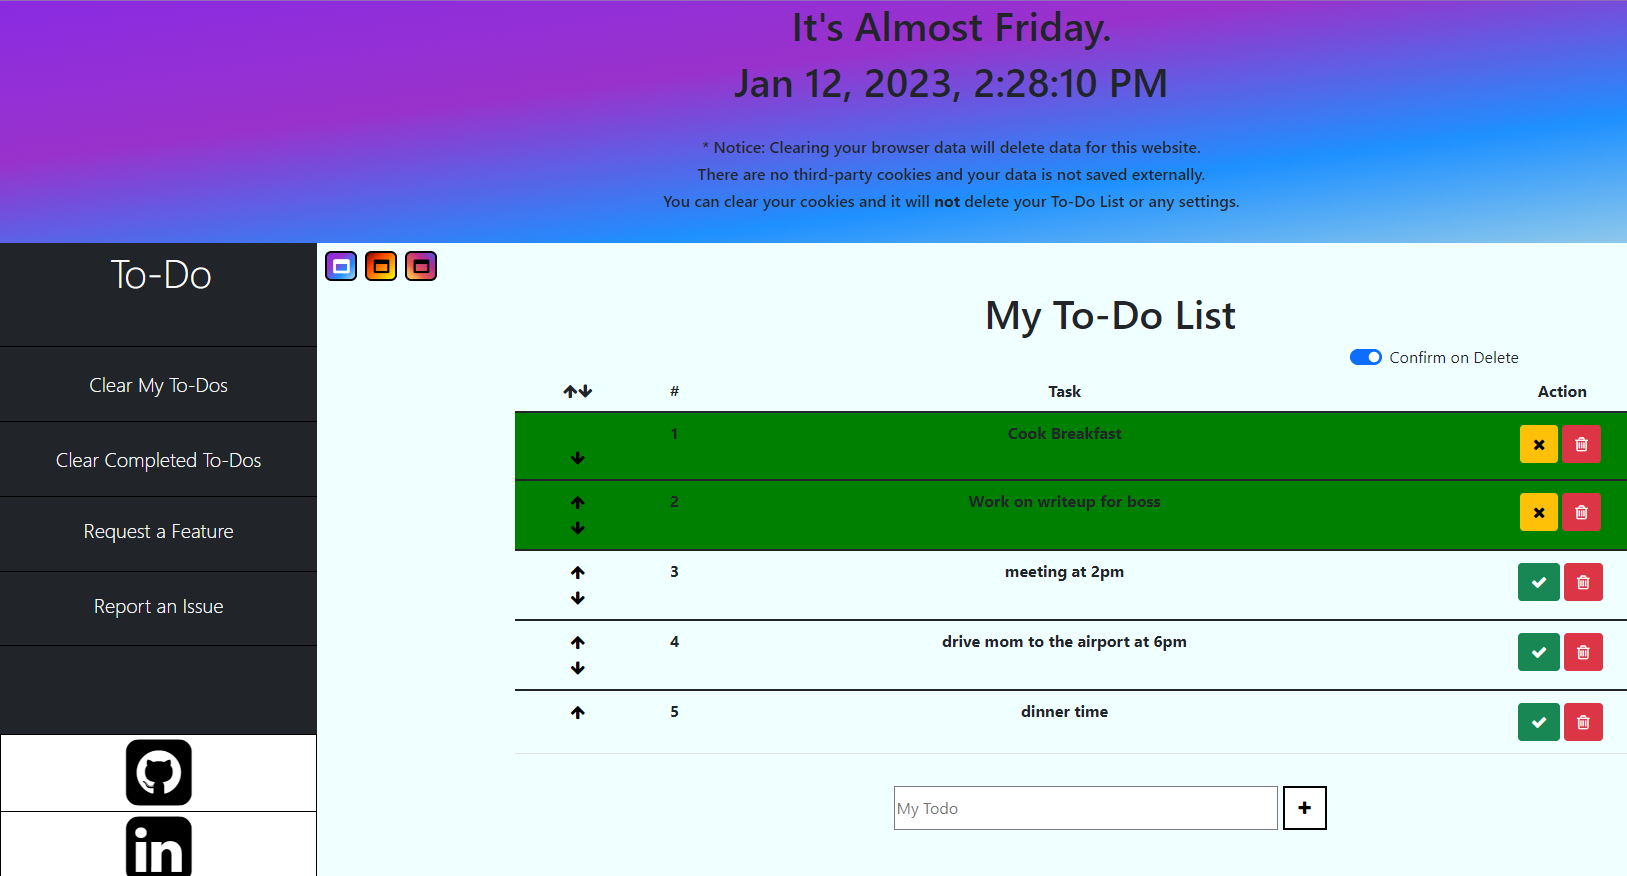 It's Almost Friday.
Jan 12, 2023, 2:28:10 PM
* Notice: Clearing your browser data will delete data for this website.
There are no third-party cookies and your data is not saved externally.
You can clear your cookies and it will not delete your To-Do List or any settings.
To-Do
Clear My To-Dos
Clear Completed To-Dos
Request a Feature
Report an Issue
in
My To-Do List
Confirm on Delete
# Task Action
1 Cook Breakfast
2 Work on writeup for boss
3 meeting at 2pm
4 drive mom to the airport at 6pm
5 dinner time
My Todo